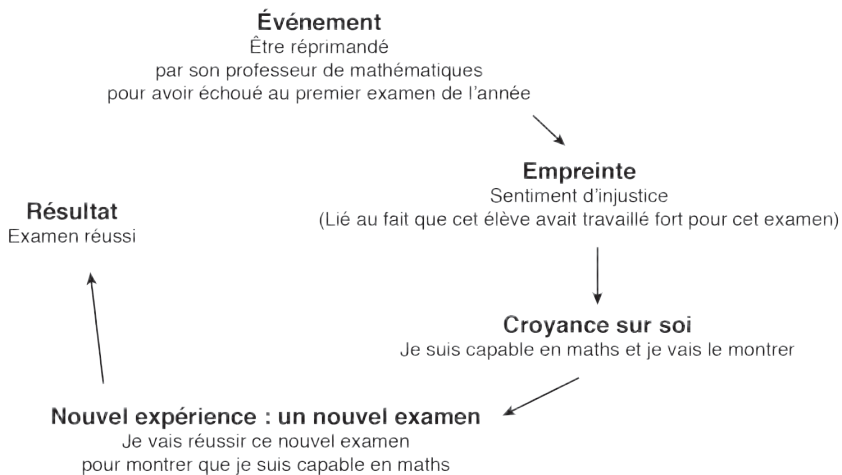 Événement
Être réprimandé
par son professeur de mathématiques
pour avoir échoué au premier examen de l'année
Empreinte
Sentiment d'injustice
(Lié au fait que cet élève avait travaillé fort pour cet examen)
Croyance sur soi
Je suis capable en maths et je vais le montrer
Nouvel expérience : un nouvel examen
Je vais réussir ce nouvel examen
pour montrer que je suis capable en maths
Résultat
Examen réussi